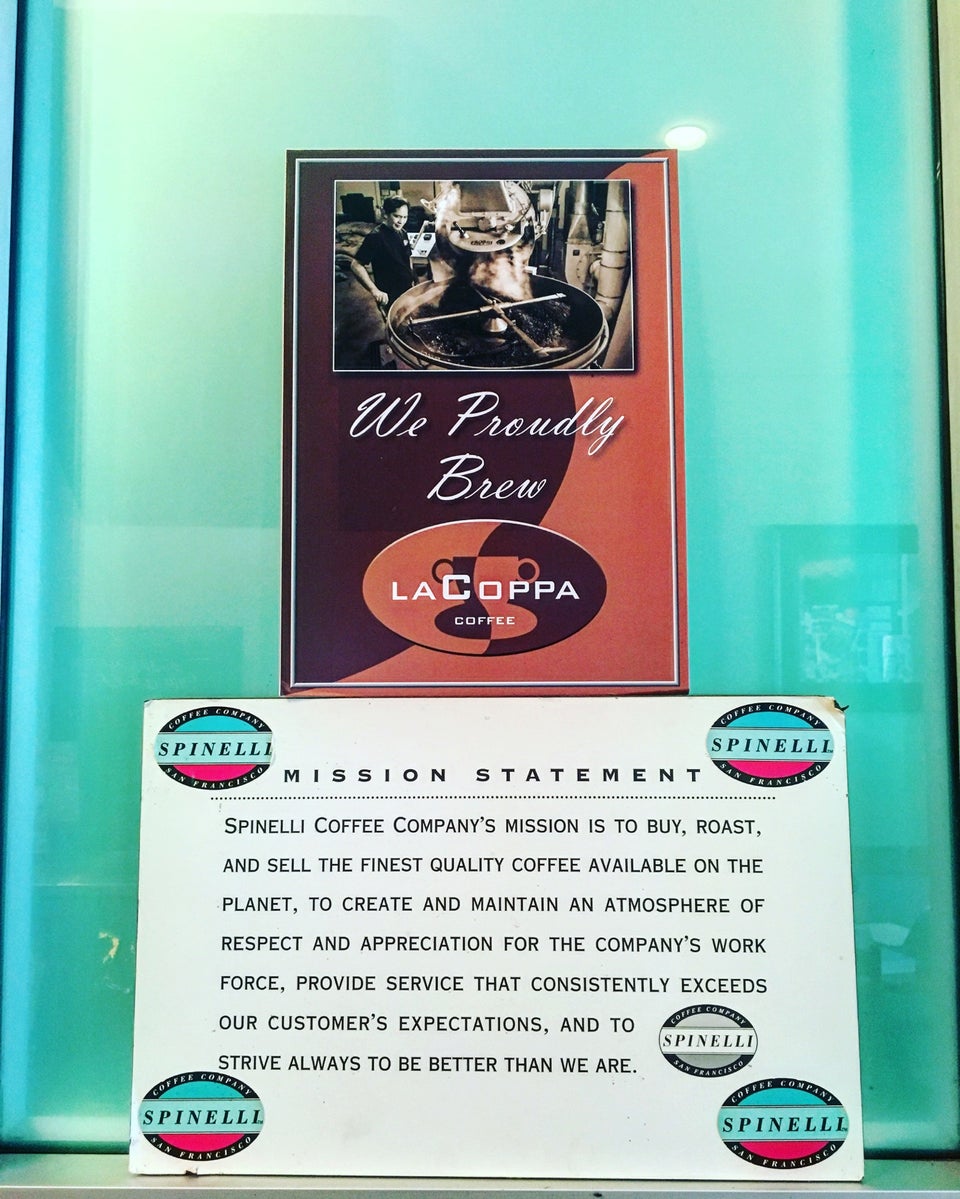 We Proudly
Brew
LACOPPA
COFFEE
COFFEE COMPANY
SPINELLI
SAN FRANCISCO
COFFEE COMPANY
SPINELLI
SAN FRANCISCO
MISSION STATEMENT
SPINELLI COFFEE COMPANY'S MISSION IS TO BUY, ROAST,
AND SELL THE FINEST QUALITY COFFEE AVAILABLE ON THE
PLANET, TO CREATE AND MAINTAIN AN ATMOSPHERE OF
RESPECT AND APPRECIATION FOR THE COMPANY'S WORK
FORCE, PROVIDE SERVICE THAT CONSISTENTLY EXCEEDS
OUR CUSTOMER'S EXPECTATIONS, AND TO
STRIVE ALWAYS TO BE BETTER THAN WE ARE.
COFFEE COMPANY
SPINELLI
SAN FRANCISCO
COFFEE COMPANY
SPINELLI
SAN FRANCISCO
COFFEE COMPANY
SPINELLI
SAN FRANCISCO